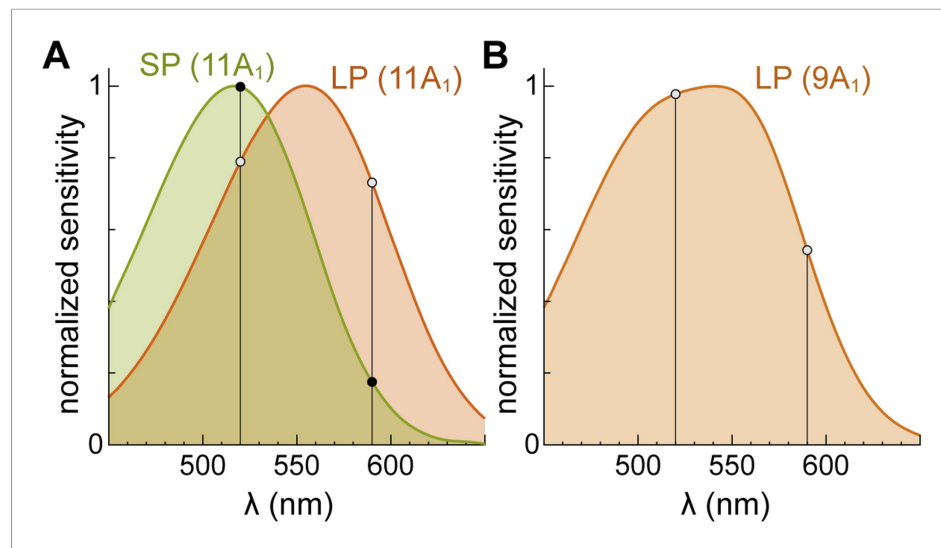 A
SP (11A₁)
LP (11A₁)
1
normalized sensitivity
0
500 550 600
λ (nm)
B
LP (9A₁)
1
normalized sensitivity
0
500 550 600
λ (nm)